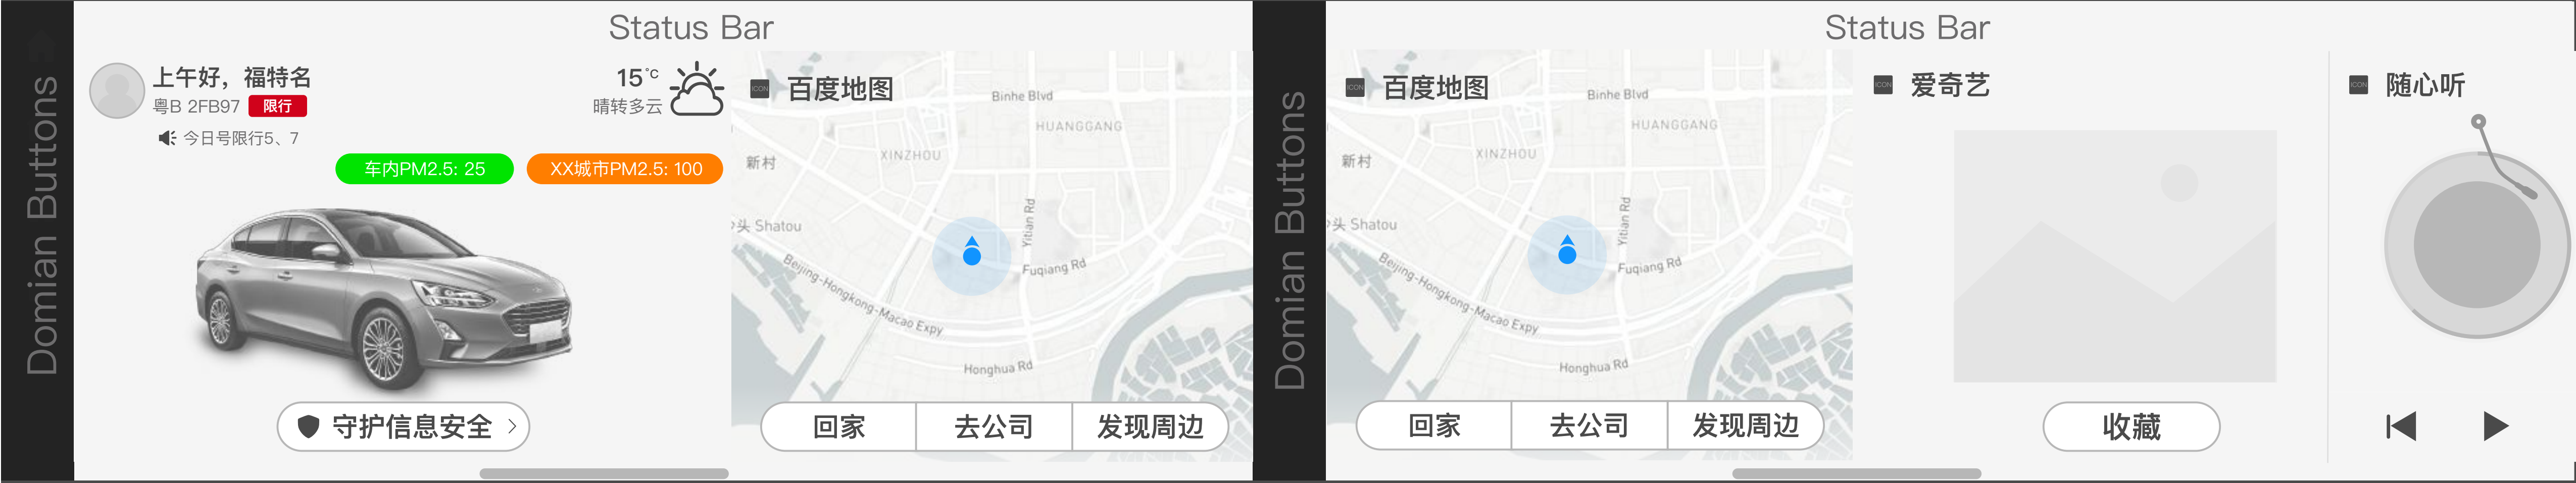 Domian Buttons
Status Bar
上午好，福特名
粤B 2FB97 限行
今日号限行5、7
15°C
晴转多云
车内PM2.5: 25
XX城市PM2.5: 100
守护信息安全
ICON 百度地图
Binhe Blvd
HUANGGANG
XINZHOU
新村
头 Shatou
Yitian Rd
Fuqiang Rd
Beijing-Hongkong-Macao Expy
Honghua Rd
回家 去公司 发现周边
Domian Buttons
Status Bar
ICON 百度地图
Binhe Blvd
HUANGGANG
XINZHOU
新村
头 Shatou
Yitian Rd
Fuqiang Rd
Beijing-Hongkong-Macao Expy
Honghua Rd
回家 去公司 发现周边
ICON 爱奇艺
收藏
ICON 随心听